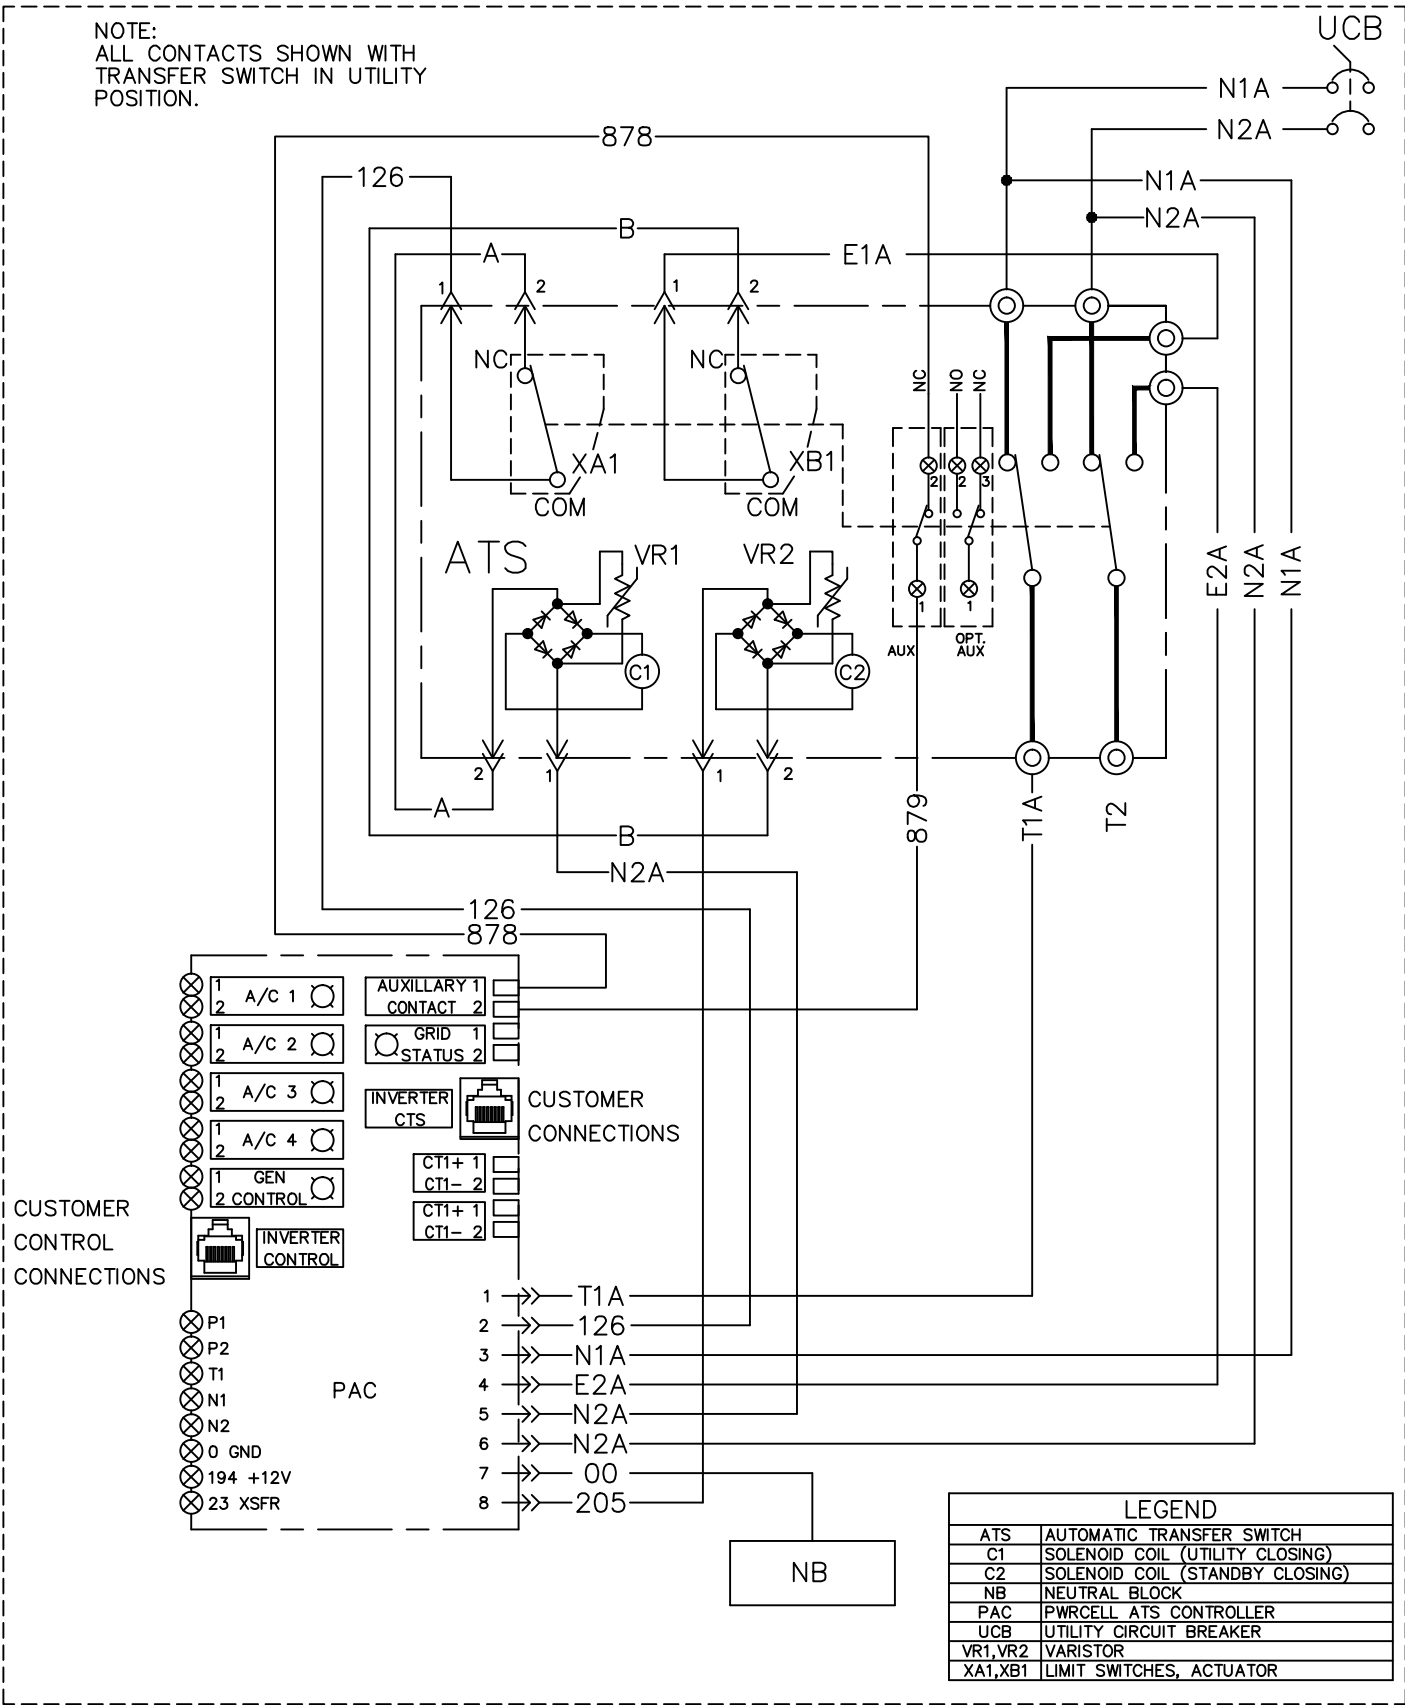 NOTE:
ALL CONTACTS SHOWN WITH
TRANSFER SWITCH IN UTILITY
POSITION.
UCB
N1A
N2A
878
126
N1A
N2A
B
A
E1A
1
2
1
2
NC
NC
NC
NO
NC
XA1
XB1
COM
COM
2
2
3
ATS
VR1
VR2
E2A
N2A
N1A
1
1
AUX
OPT.
AUX
C1
C2
2
1
1
2
A
B
879
T1A
T2
N2A
126
878
1
2
A/C 1
AUXILLARY 1
CONTACT 2
1
2
A/C 2
GRID 1
STATUS 2
1
2
A/C 3
INVERTER
CTS
CUSTOMER
CONNECTIONS
1
2
A/C 4
CT1+ 1
CT1- 2
1 GEN
2 CONTROL
CT1+ 1
CT1- 2
CUSTOMER
CONTROL
CONNECTIONS
INVERTER
CONTROL
P1
P2
T1
N1
N2
0 GND
194 +12V
23 XSFR
PAC
1 T1A
2 126
3 N1A
4 E2A
5 N2A
6 N2A
7 00
8 205
NB
LEGEND
ATS AUTOMATIC TRANSFER SWITCH
C1 SOLENOID COIL (UTILITY CLOSING)
C2 SOLENOID COIL (STANDBY CLOSING)
NB NEUTRAL BLOCK
PAC PWRCELL ATS CONTROLLER
UCB UTILITY CIRCUIT BREAKER
VR1,VR2 VARISTOR
XA1,XB1 LIMIT SWITCHES, ACTUATOR